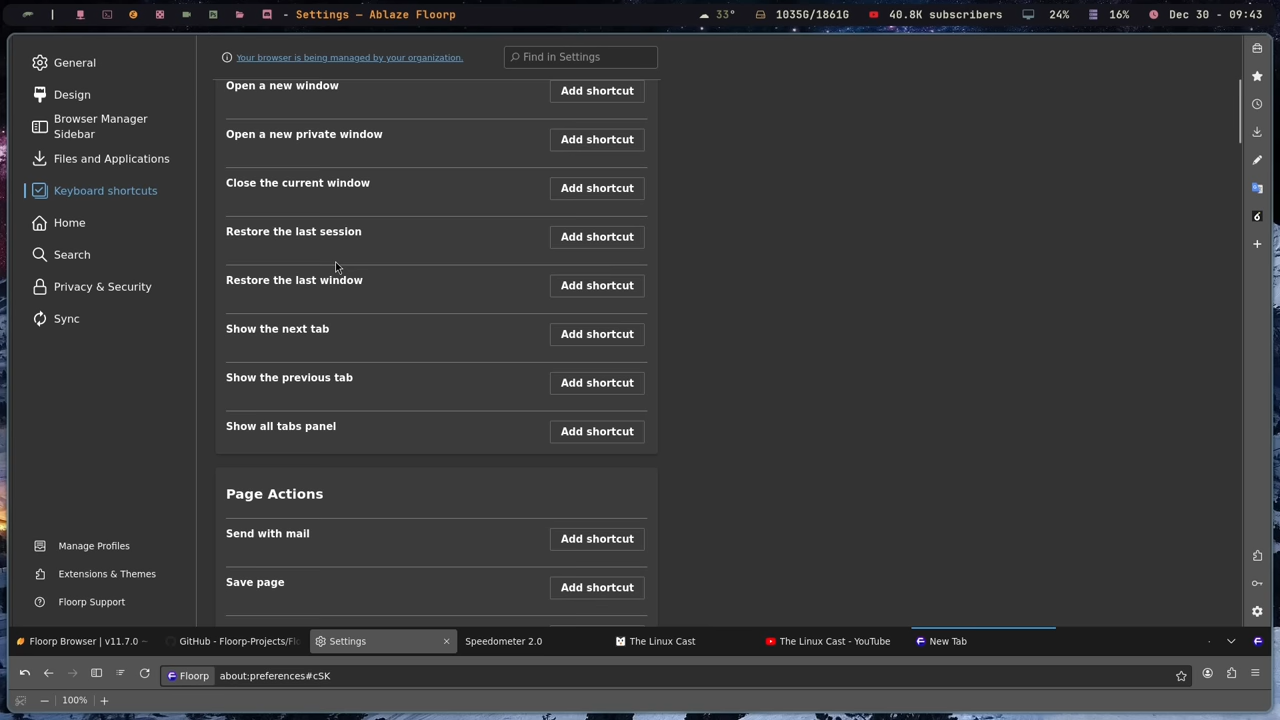 - Settings — Ablaze Floorp
33°
1035G/1861G
40.8K subscribers
24%
16%
Dec 30 - 09:43
General
Design
Browser Manager
Sidebar
Files and Applications
Keyboard shortcuts
Home
Search
Privacy & Security
Sync
Manage Profiles
Extensions & Themes
Floorp Support
Your browser is being managed by your organization.
Find in Settings
Open a new window
Add shortcut
Open a new private window
Add shortcut
Close the current window
Add shortcut
Restore the last session
Add shortcut
Restore the last window
Add shortcut
Show the next tab
Add shortcut
Show the previous tab
Add shortcut
Show all tabs panel
Add shortcut
Page Actions
Send with mail
Add shortcut
Save page
Add shortcut
Floorp Browser | v11.7.0
GitHub - Floorp-Projects/Flo
Settings
Speedometer 2.0
The Linux Cast
The Linux Cast - YouTube
New Tab
Floorp
about:preferences#cSK
100%